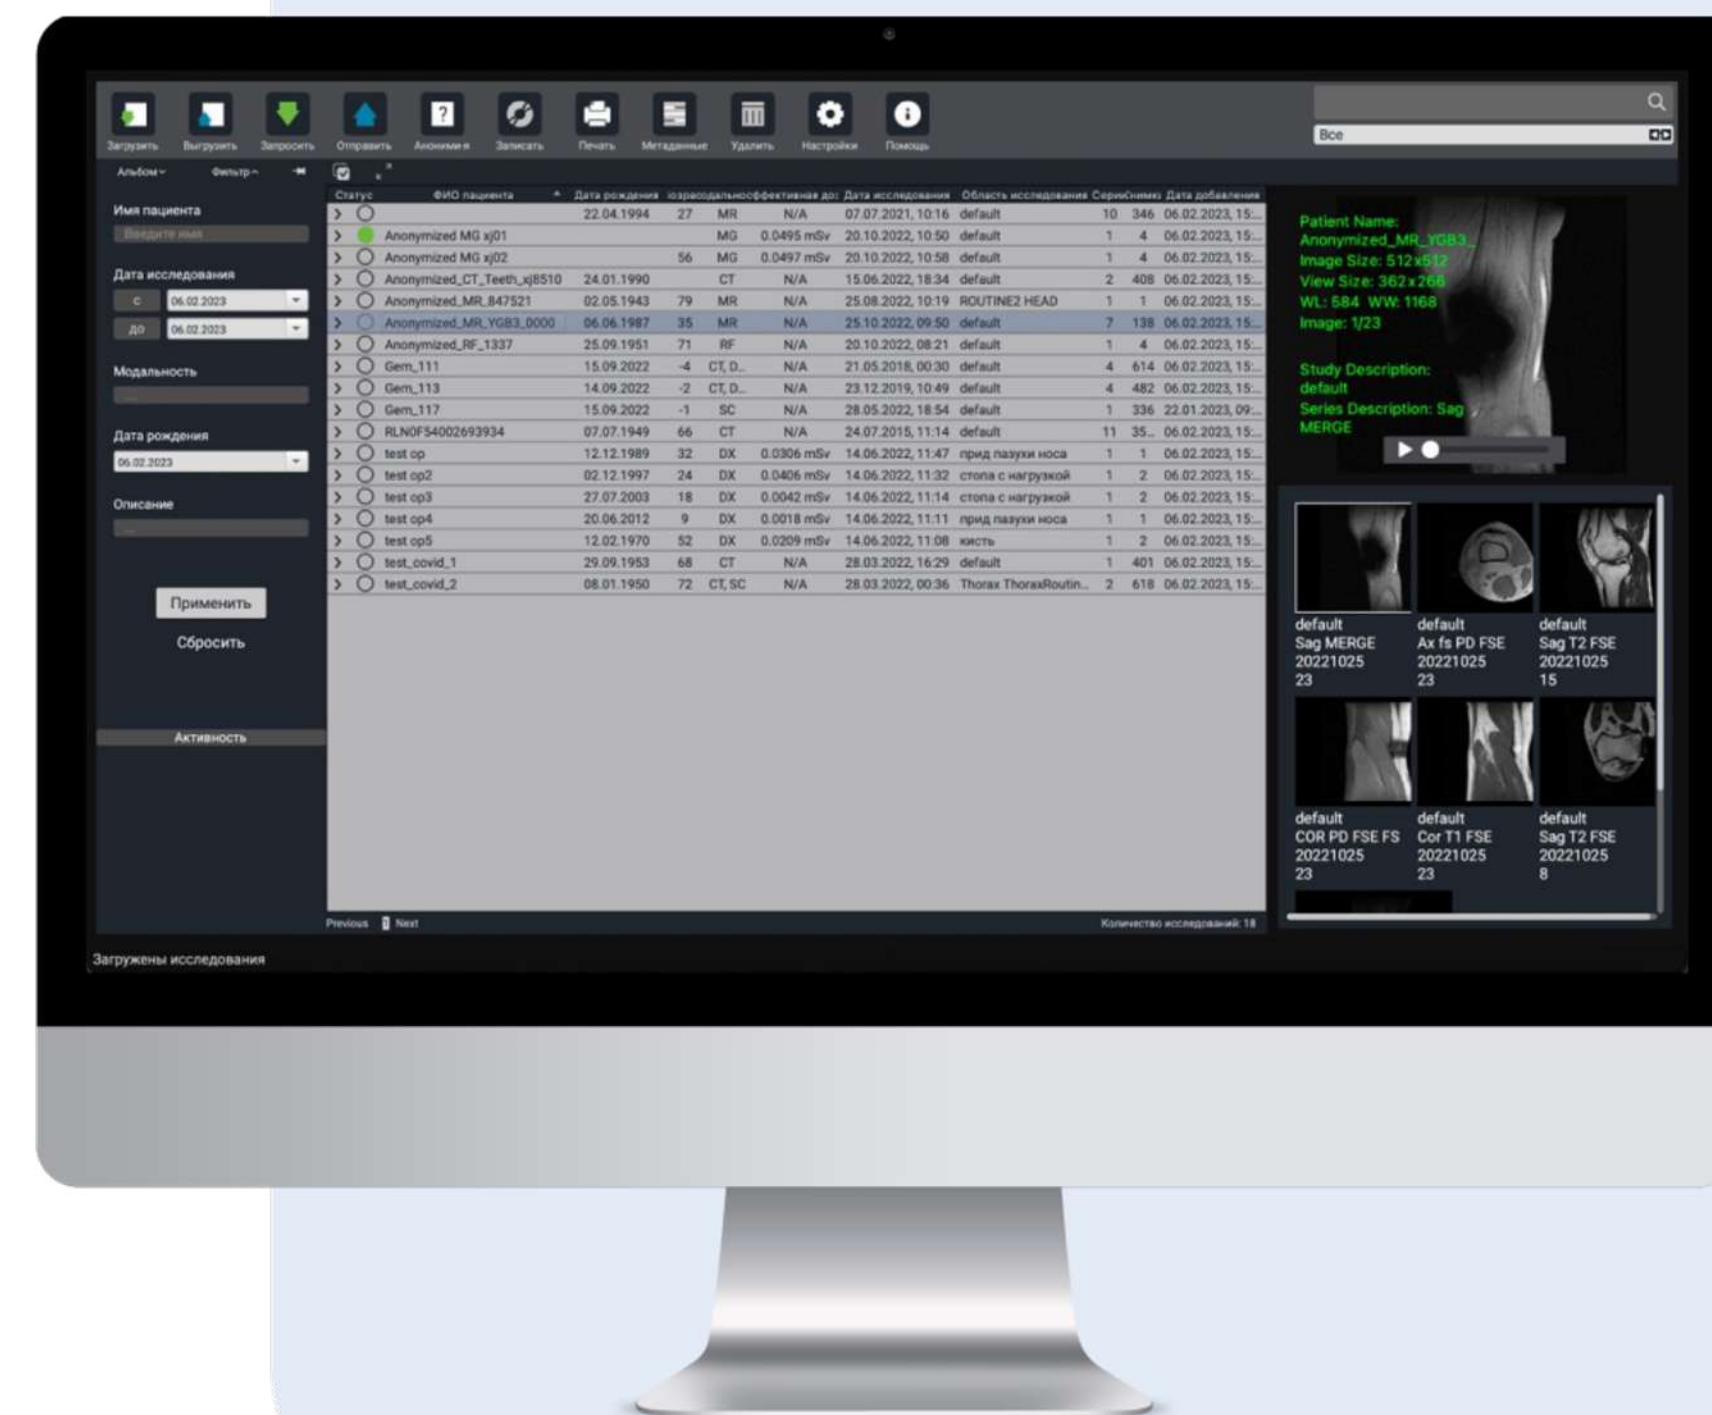 Загрузить Выгрузить Запросить Отправить Аноними-я Записать Печать Метаданные Удалить Настройки Помощь
Все
Альбом Фильтр
Имя пациента
Введите имя
Дата исследования
с 06.02.2023
до 06.02.2023
Модальность
...
Дата рождения
06.02.2023
Описание
...
Применить
Сбросить
Активность
Статус ФИО пациента Дата рождения Дата исследования Область исследования Серии Дата добавления
22.04.1994 27 MR N/A 07.07.2021, 10:16 default 10 346 06.02.2023, 15:...
Anonymized MG xj01 MG 0.0495 mSv 20.10.2022, 10:50 default 1 4 06.02.2023, 15:...
Anonymized MG xj02 56 MG 0.0497 mSv 20.10.2022, 10:58 default 1 4 06.02.2023, 15:...
Anonymized_CT_Teeth_xj8510 24.01.1990 CT N/A 15.06.2022, 18:34 default 2 408 06.02.2023, 15:...
Anonymized_MR_847521 02.05.1943 79 MR N/A 25.08.2022, 10:19 ROUTINE2 HEAD 1 1 06.02.2023, 15:...
Anonymized_MR_YGB3_0000 06.06.1987 35 MR N/A 25.10.2022, 09:50 default 7 138 06.02.2023, 15:...
Anonymized_RF_1337 25.09.1951 71 RF N/A 20.10.2022, 08:21 default 1 4 06.02.2023, 15:...
Gem_111 15.09.2022 -4 CT, D... N/A 21.05.2018, 00:30 default 4 614 06.02.2023, 15:...
Gem_113 14.09.2022 -2 CT, D... N/A 23.12.2019, 10:49 default 4 482 06.02.2023, 15:...
Gem_117 15.09.2022 -1 SC N/A 28.05.2022, 18:54 default 1 336 22.01.2023, 09:...
RLN0F54002693934 07.07.1949 66 CT N/A 24.07.2015, 11:14 default 11 35... 06.02.2023, 15:...
test op 12.12.1989 32 DX 0.0306 mSv 14.06.2022, 11:47 прид пазухи носа 1 1 06.02.2023, 15:...
test op2 02.12.1997 24 DX 0.0406 mSv 14.06.2022, 11:32 стопа с нагрузкой 1 2 06.02.2023, 15:...
test op3 27.07.2003 18 DX 0.0042 mSv 14.06.2022, 11:14 стопа с нагрузкой 1 2 06.02.2023, 15:...
test op4 20.06.2012 9 DX 0.0018 mSv 14.06.2022, 11:11 прид пазухи носа 1 1 06.02.2023, 15:...
test op5 12.02.1970 52 DX 0.0209 mSv 14.06.2022, 11:08 кисть 1 2 06.02.2023, 15:...
test_covid_1 29.09.1953 68 CT N/A 28.03.2022, 16:29 default 1 401 06.02.2023, 15:...
test_covid_2 08.01.1950 72 CT, SC N/A 28.03.2022, 00:36 Thorax ThoraxRoutin... 2 618 06.02.2023, 15:...
Previous 1 Next Количество исследований: 18
Загружены исследования
Patient Name:
Anonymized_MR_YGB3_
Image Size: 512x512
View Size: 362x266
WL: 584 WW: 1168
Image: 1/23
Study Description:
default
Series Description: Sag
MERGE
default default default
Sag MERGE Ax fs PD FSE Sag T2 FSE
20221025 20221025 20221025
23 23 15
default default default
COR PD FSE FS Cor T1 FSE Sag T2 FSE
20221025 20221025 20221025
23 23 8